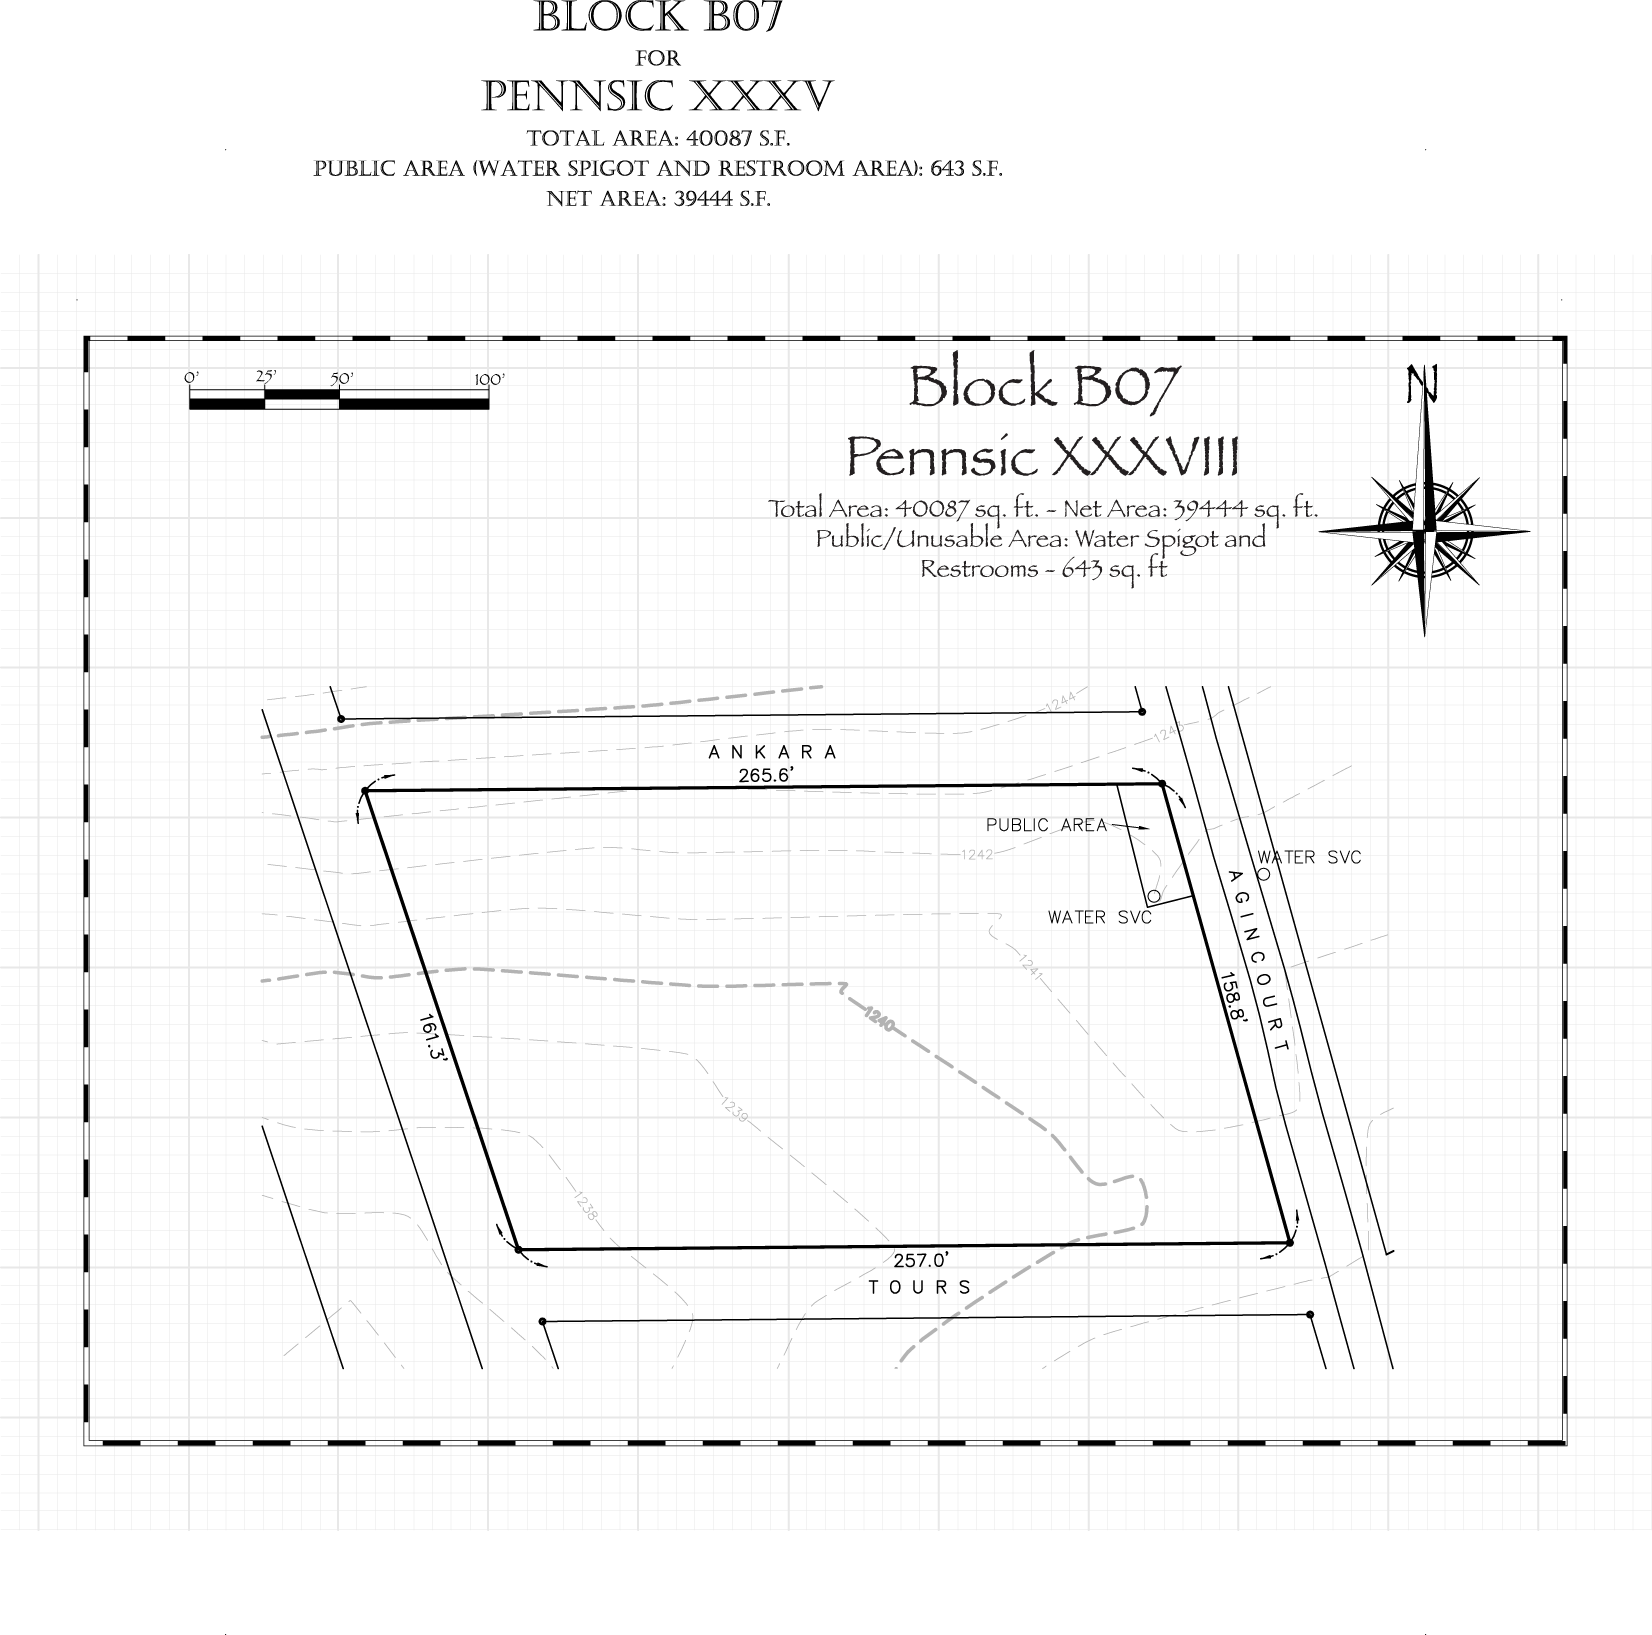 BLOCK B07
FOR
PENNSIC XXXV
TOTAL AREA: 40087 S.F.
PUBLIC AREA (WATER SPIGOT AND RESTROOM AREA): 643 S.F.
NET AREA: 39444 S.F.
0' 25' 50' 100'
Block B07
N
Pennsic XXXVIII
Total Area: 40087 sq. ft. - Net Area: 39444 sq. ft.
Public/Unusable Area: Water Spigot and
Restrooms - 643 sq. ft
1244
1243
ANKARA
265.6'
PUBLIC AREA
1242
WATER SVC
WATER SVC
AGINCOURT
1241
158.8'
1240
161.3'
1239
1238
257.0'
TOURS